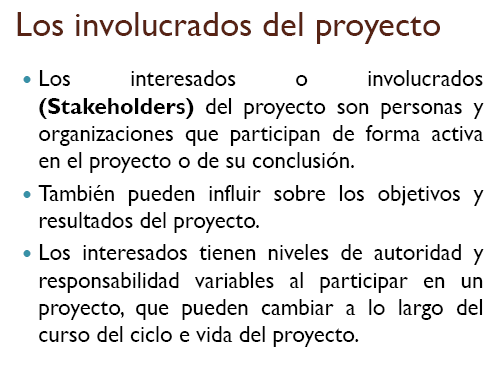 Los involucrados del proyecto
• Los interesados o involucrados
(Stakeholders) del proyecto son personas y
organizaciones que participan de forma activa
en el proyecto o de su conclusión.
• También pueden influir sobre los objetivos y
resultados del proyecto.
• Los interesados tienen niveles de autoridad y
responsabilidad variables al participar en un
proyecto, que pueden cambiar a lo largo del
curso del ciclo e vida del proyecto.